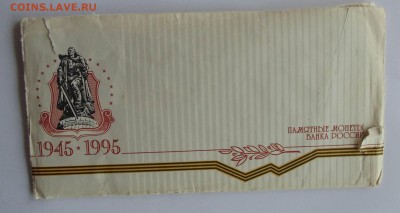 COINS.LAVE.RU
ПАМЯТНЫЕ МОНЕТЫ
БАНКА РОССИИ
1945 • 1995